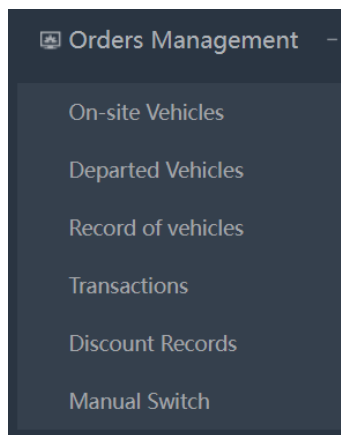 Orders Management
On-site Vehicles
Departed Vehicles
Record of vehicles
Transactions
Discount Records
Manual Switch